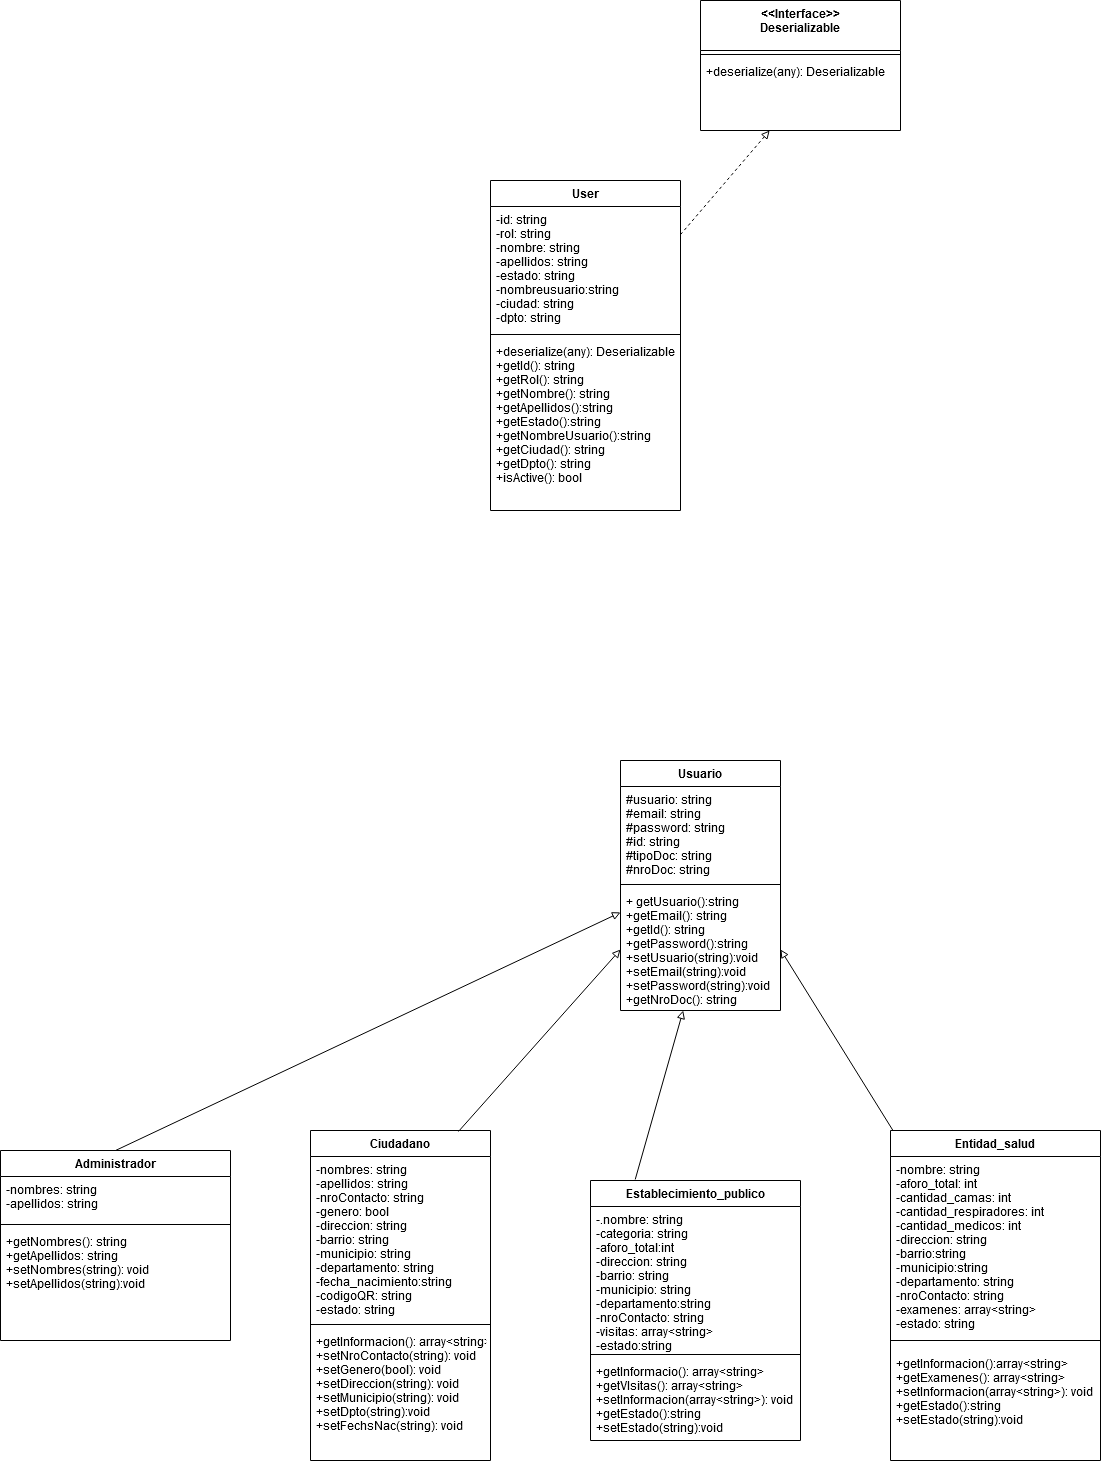 <<Interface>>
Deserializable
+deserialize(any): Deserializable
User
-id: string
-rol: string
-nombre: string
-apellidos: string
-estado: string
-nombreusuario:string
-ciudad: string
-dpto: string
+deserialize(any): Deserializable
+getId(): string
+getRol(): string
+getNombre(): string
+getApellidos():string
+getEstado():string
+getNombreUsuario():string
+getCiudad(): string
+getDpto(): string
+isActive(): bool
Usuario
#usuario: string
#email: string
#password: string
#id: string
#tipoDoc: string
#nroDoc: string
+ getUsuario():string
+getEmail(): string
+getId(): string
+getPassword():string
+setUsuario(string):void
+setEmail(string):void
+setPassword(string):void
+getNroDoc(): string
Administrador
-nombres: string
-apellidos: string
+getNombres(): string
+getApellidos: string
+setNombres(string): void
+setApellidos(string):void
Ciudadano
-nombres: string
-apellidos: string
-nroContacto: string
-genero: bool
-direccion: string
-barrio: string
-municipio: string
-departamento: string
-fecha_nacimiento:string
-codigoQR: string
-estado: string
+getInformacion(): array<string>
+setNroContacto(string): void
+setGenero(bool): void
+setDireccion(string): void
+setMunicipio(string): void
+setDpto(string):void
+setFechsNac(string): void
Establecimiento_publico
-.nombre: string
-categoria: string
-aforo_total:int
-direccion: string
-barrio: string
-municipio: string
-departamento:string
-nroContacto: string
-visitas: array<string>
-estado:string
+getInformacio(): array<string>
+getVIsitas(): array<string>
+setInformacion(array<string>): void
+getEstado():string
+setEstado(string):void
Entidad_salud
-nombre: string
-aforo_total: int
-cantidad_camas: int
-cantidad_respiradores: int
-cantidad_medicos: int
-direccion: string
-barrio:string
-municipio:string
-departamento: string
-nroContacto: string
-examenes: array<string>
-estado: string
+getInformacion():array<string>
+getExamenes(): array<string>
+setInformacion(array<string>): void
+getEstado():string
+setEstado(string):void